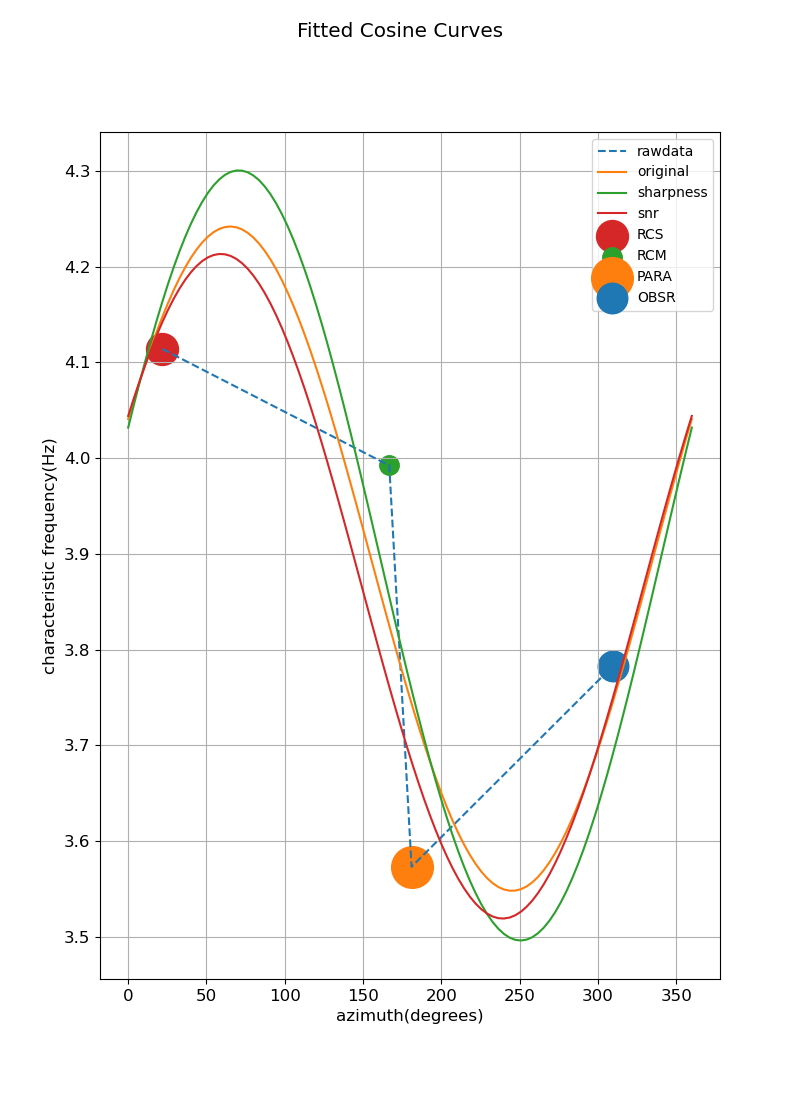 Fitted Cosine Curves
rawdata
original
sharpness
snr
RCS
RCM
PARA
OBSR
4.3
4.2
4.1
4.0
3.9
3.8
3.7
3.6
3.5
characteristic frequency(Hz)
0 50 100 150 200 250 300 350
azimuth(degrees)